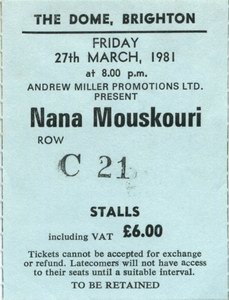 THE DOME, BRIGHTON
FRIDAY
27th MARCH, 1981
at 8.00 p.m.
ANDREW MILLER PROMOTIONS LTD.
PRESENT
Nana Mouskouri
ROW
C 21
STALLS
including VAT £6.00
Tickets cannot be accepted for exchange
or refund. Latecomers will not have access
to their seats until a suitable interval.
TO BE RETAINED